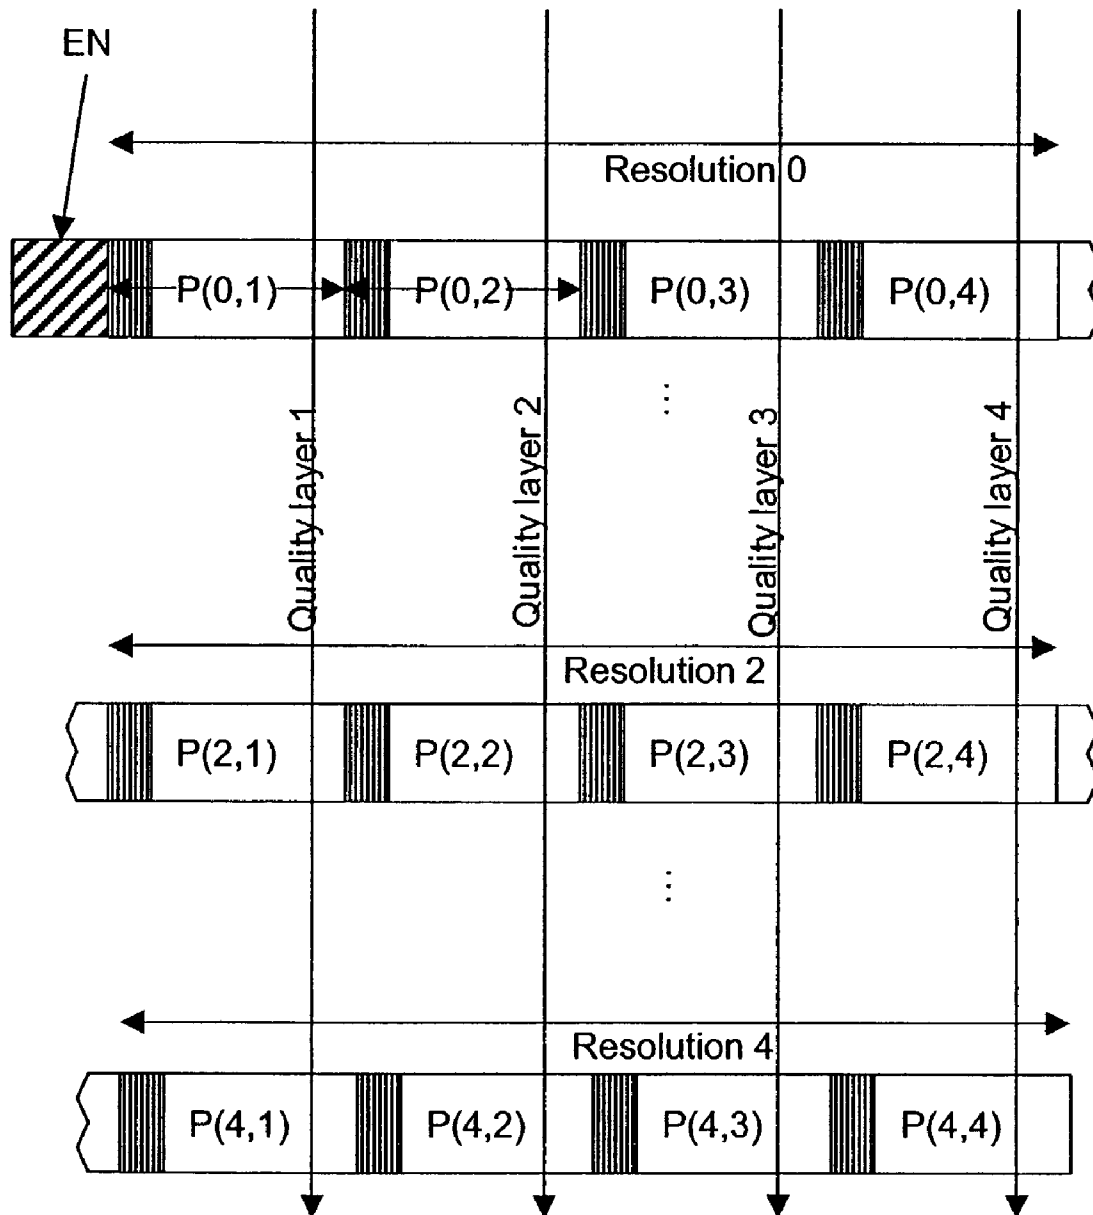 EN
Resolution 0
P(0,1) P(0,2) P(0,3) P(0,4)
...
Quality layer 1
Quality layer 2
Quality layer 3
Quality layer 4
Resolution 2
P(2,1) P(2,2) P(2,3) P(2,4)
...
Resolution 4
P(4,1) P(4,2) P(4,3) P(4,4)